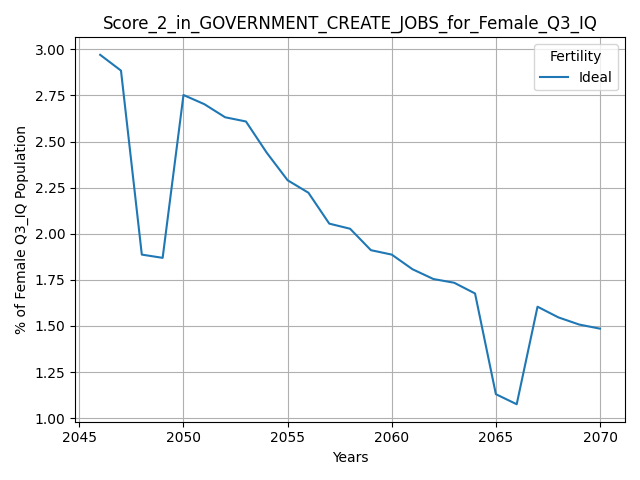 Score_2_in_GOVERNMENT_CREATE_JOBS_for_Female_Q3_IQ
Fertility
Ideal
% of Female Q3_IQ Population
3.00
2.75
2.50
2.25
2.00
1.75
1.50
1.25
1.00
2045 2050 2055 2060 2065 2070
Years